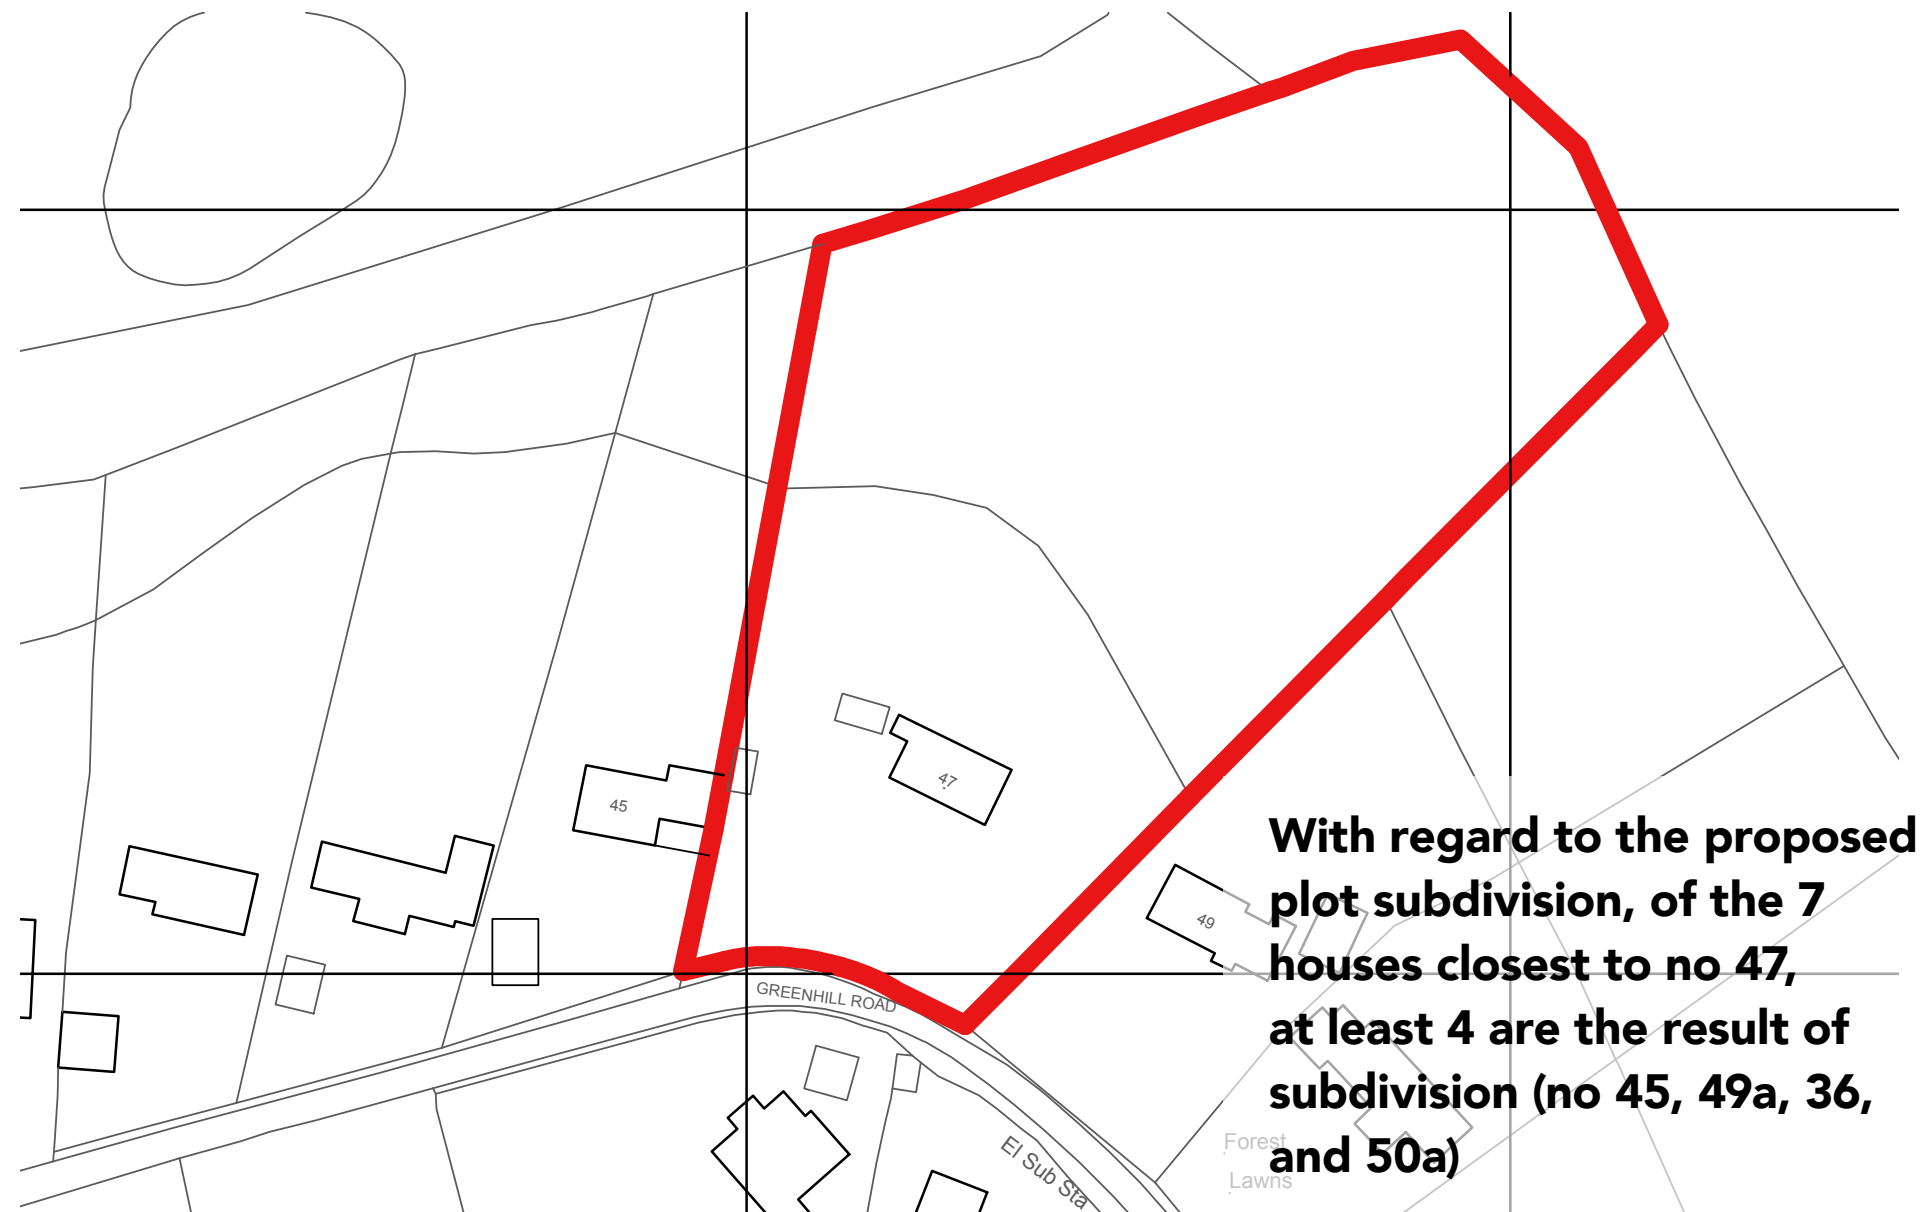 47
45
49
GREENHILL ROAD
El Sub Sta
Forest
Lawns
With regard to the proposed
plot subdivision, of the 7
houses closest to no 47,
at least 4 are the result of
subdivision (no 45, 49a, 36,
and 50a)